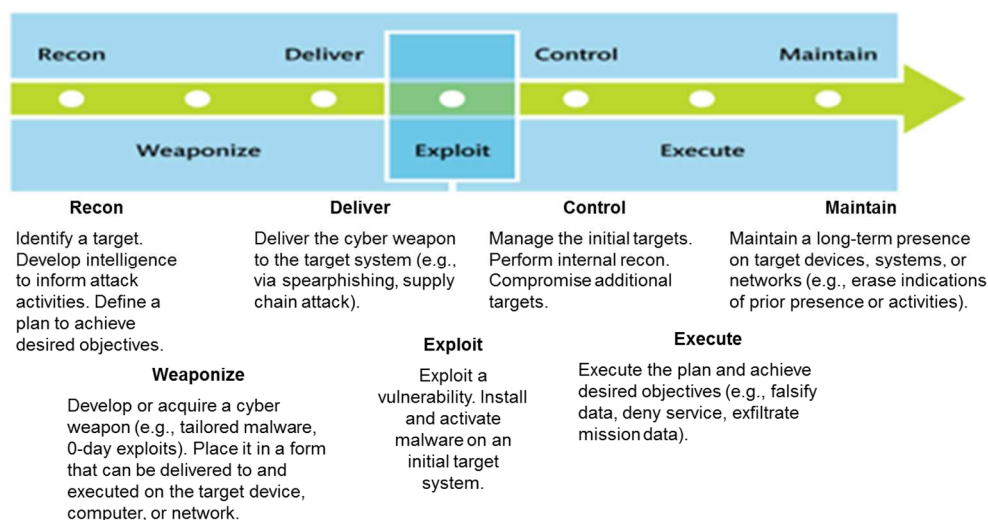 Recon
Deliver
Control
Maintain
Weaponize
Exploit
Execute
Recon
Identify a target.
Develop intelligence
to inform attack
activities. Define a
plan to achieve
desired objectives.
Deliver
Deliver the cyber weapon
to the target system (e.g.,
via spearphishing, supply
chain attack).
Control
Manage the initial targets.
Perform internal recon.
Compromise additional
targets.
Maintain
Maintain a long-term presence
on target devices, systems, or
networks (e.g., erase indications
of prior presence or activities).
Weaponize
Develop or acquire a cyber
weapon (e.g., tailored malware,
0-day exploits). Place it in a form
that can be delivered to and
executed on the target device,
computer, or network.
Exploit
Exploit a
vulnerability. Install
and activate
malware on an
initial target
system.
Execute
Execute the plan and achieve
desired objectives (e.g., falsify
data, deny service, exfiltrate
mission data).